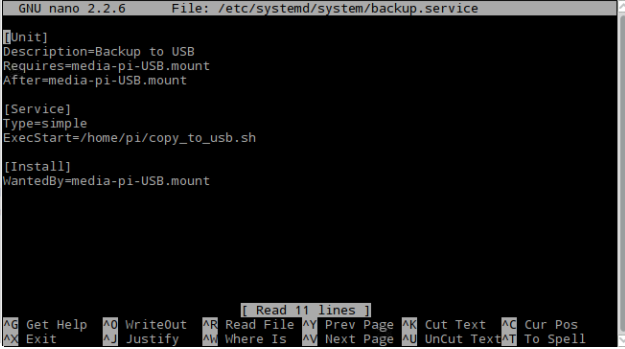 GNU nano 2.2.6 File: /etc/systemd/system/backup.service
[Unit]
Description=Backup to USB
Requires=media-pi-USB.mount
After=media-pi-USB.mount
[Service]
Type=simple
ExecStart=/home/pi/copy_to_usb.sh
[Install]
WantedBy=media-pi-USB.mount
[ Read 11 lines ]
^G Get Help ^O WriteOut ^R Read File ^Y Prev Page ^K Cut Text ^C Cur Pos
^X Exit ^J Justify ^W Where Is ^V Next Page ^U UnCut Text ^T To Spell